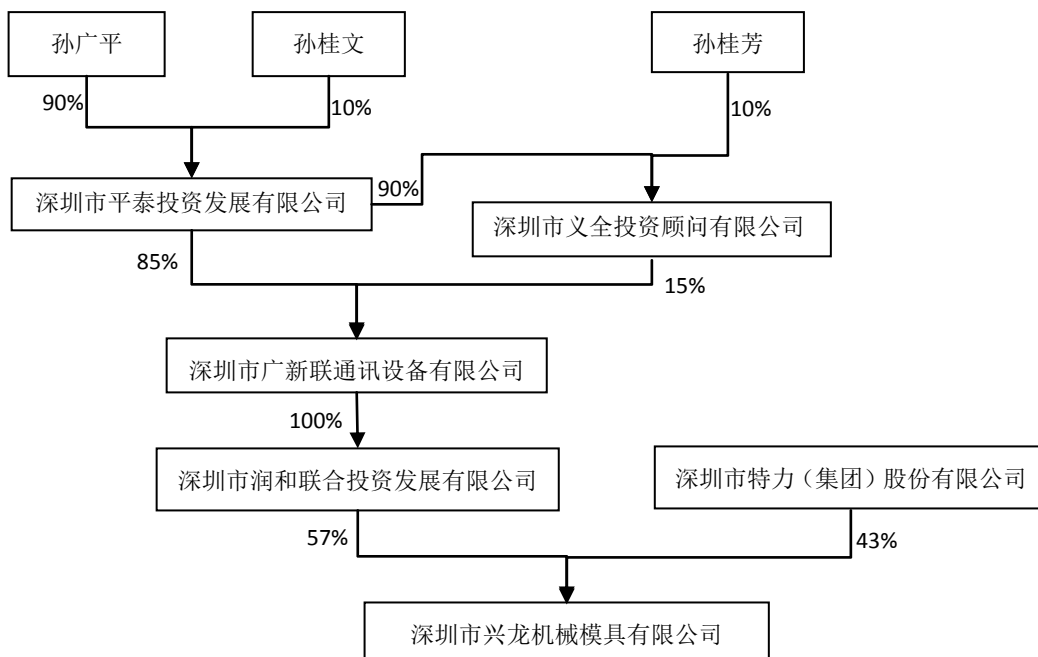 孙广平
孙桂文
孙桂芳
90%
10%
10%
深圳市平泰投资发展有限公司
90%
深圳市义全投资顾问有限公司
85%
15%
深圳市广新联通讯设备有限公司
100%
深圳市润和联合投资发展有限公司
深圳市特力（集团）股份有限公司
57%
43%
深圳市兴龙机械模具有限公司